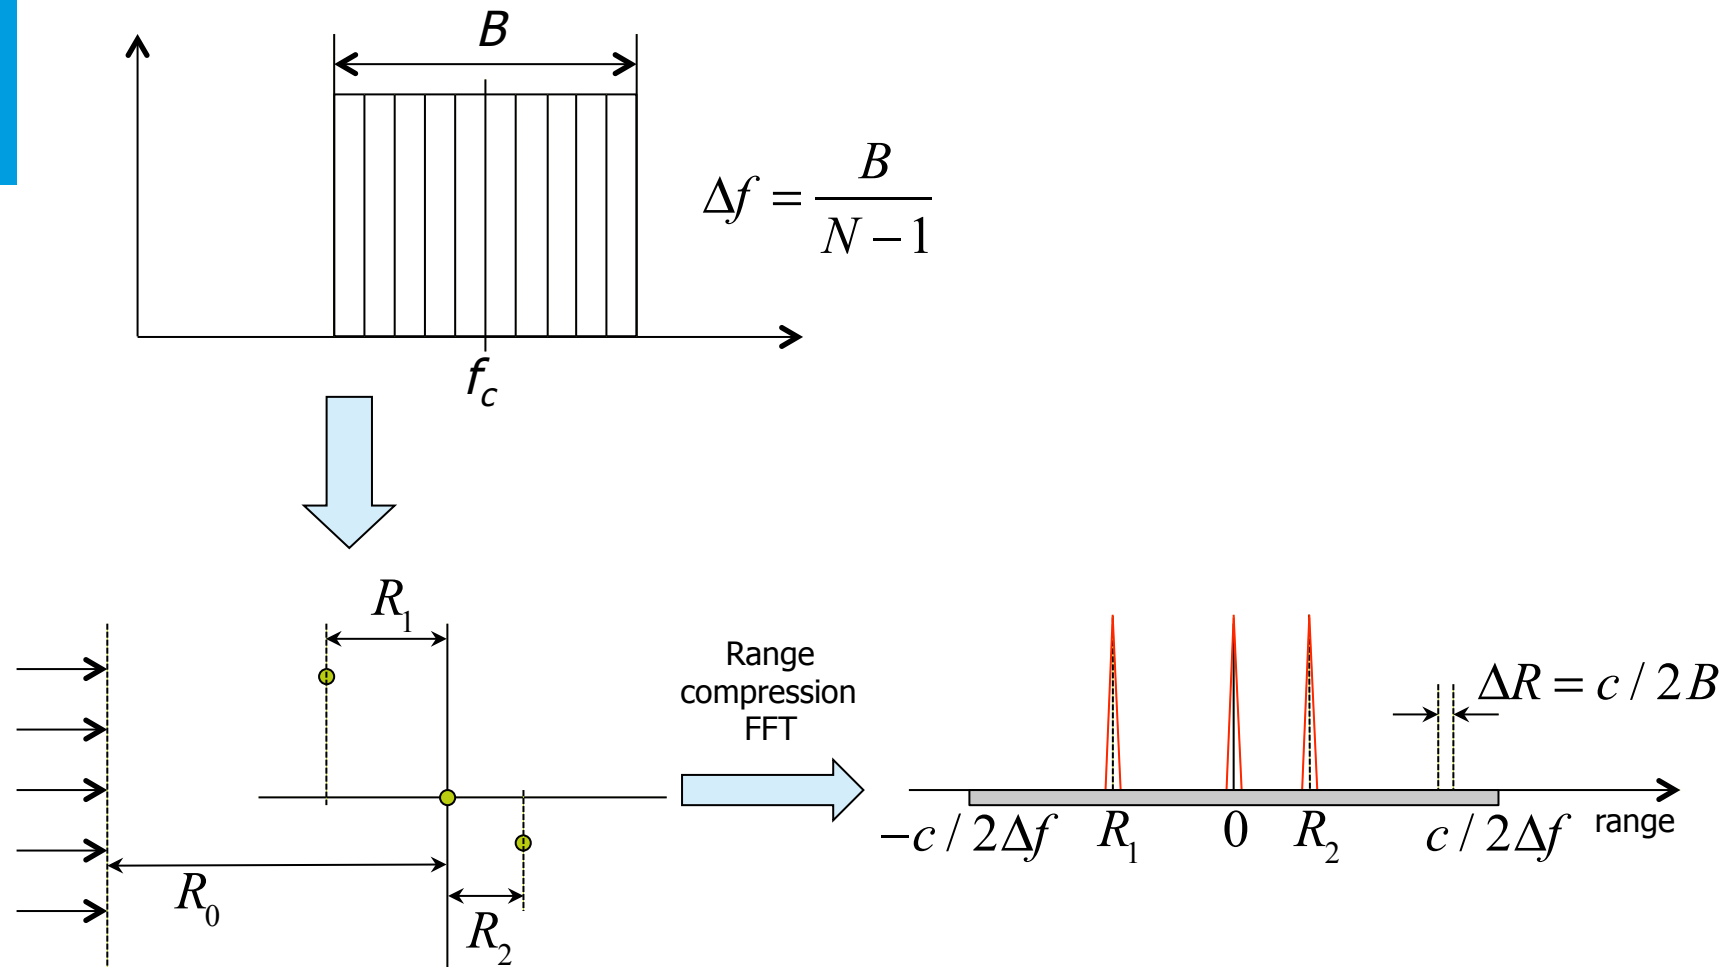 B
Δf = B / N − 1
f_c
R_1
Range
compression
FFT
ΔR = c / 2B
−c / 2Δf R_1 0 R_2 c / 2Δf range
R_0
R_2